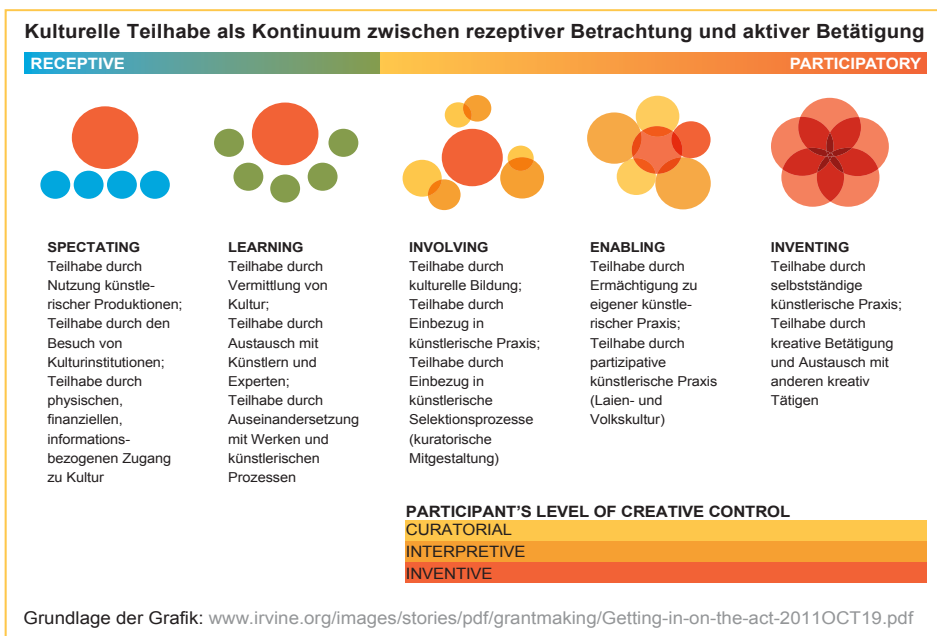 Kulturelle Teilhabe als Kontinuum zwischen rezeptiver Betrachtung und aktiver Betätigung
RECEPTIVE
PARTICIPATORY
SPECTATING
Teilhabe durch
Nutzung künstle-
rischer Produktionen;
Teilhabe durch den
Besuch von
Kulturinstitutionen;
Teilhabe durch
physischen,
finanziellen,
informations-
bezogenen Zugang
zu Kultur
LEARNING
Teilhabe durch
Vermittlung von
Kultur;
Teilhabe durch
Austausch mit
Künstlern und
Experten;
Teilhabe durch
Auseinandersetzung
mit Werken und
künstlerischen
Prozessen
INVOLVING
Teilhabe durch
kulturelle Bildung;
Teilhabe durch
Einbezug in
künstlerische Praxis;
Teilhabe durch
Einbezug in
künstlerische
Selektionsprozesse
(kuratorische
Mitgestaltung)
ENABLING
Teilhabe durch
Ermächtigung zu
eigener künstle-
rischer Praxis;
Teilhabe durch
partizipative
künstlerische Praxis
(Laien- und
Volkskultur)
INVENTING
Teilhabe durch
selbstständige
künstlerische Praxis;
Teilhabe durch
kreative Betätigung
und Austausch mit
anderen kreativ
Tätigen
PARTICIPANT'S LEVEL OF CREATIVE CONTROL
CURATORIAL
INTERPRETIVE
INVENTIVE
Grundlage der Grafik: www.irvine.org/images/stories/pdf/grantmaking/Getting-in-on-the-act-2011OCT19.pdf